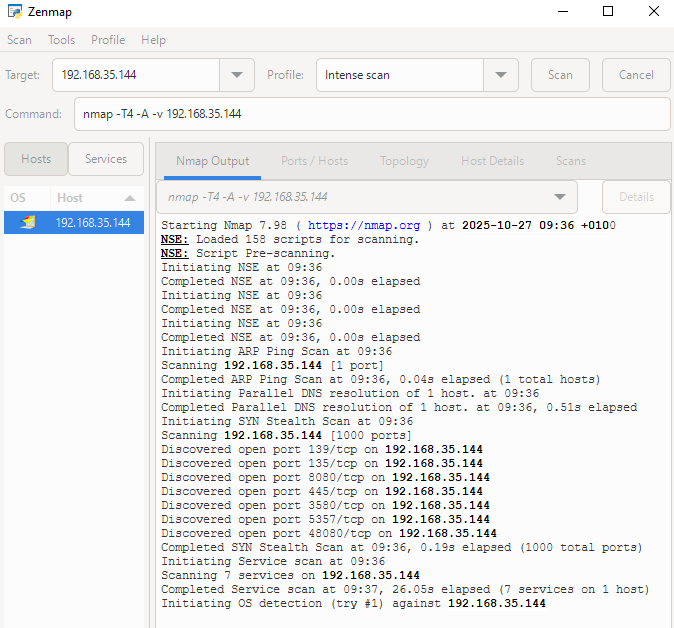 Zenmap
Scan Tools Profile Help
Target: 192.168.35.144 Profile: Intense scan Scan Cancel
Command: nmap -T4 -A -v 192.168.35.144
Hosts Services
Nmap Output Ports / Hosts Topology Host Details Scans
OS Host
192.168.35.144
nmap -T4 -A -v 192.168.35.144 Details
Starting Nmap 7.98 ( https://nmap.org ) at 2025-10-27 09:36 +0100
NSE: Loaded 158 scripts for scanning.
NSE: Script Pre-scanning.
Initiating NSE at 09:36
Completed NSE at 09:36, 0.00s elapsed
Initiating NSE at 09:36
Completed NSE at 09:36, 0.00s elapsed
Initiating NSE at 09:36
Completed NSE at 09:36, 0.00s elapsed
Initiating ARP Ping Scan at 09:36
Scanning 192.168.35.144 [1 port]
Completed ARP Ping Scan at 09:36, 0.04s elapsed (1 total hosts)
Initiating Parallel DNS resolution of 1 host. at 09:36
Completed Parallel DNS resolution of 1 host. at 09:36, 0.51s elapsed
Initiating SYN Stealth Scan at 09:36
Scanning 192.168.35.144 [1000 ports]
Discovered open port 139/tcp on 192.168.35.144
Discovered open port 135/tcp on 192.168.35.144
Discovered open port 8080/tcp on 192.168.35.144
Discovered open port 445/tcp on 192.168.35.144
Discovered open port 3580/tcp on 192.168.35.144
Discovered open port 5357/tcp on 192.168.35.144
Discovered open port 48080/tcp on 192.168.35.144
Completed SYN Stealth Scan at 09:36, 0.19s elapsed (1000 total ports)
Initiating Service scan at 09:36
Scanning 7 services on 192.168.35.144
Completed Service scan at 09:37, 26.05s elapsed (7 services on 1 host)
Initiating OS detection (try #1) against 192.168.35.144